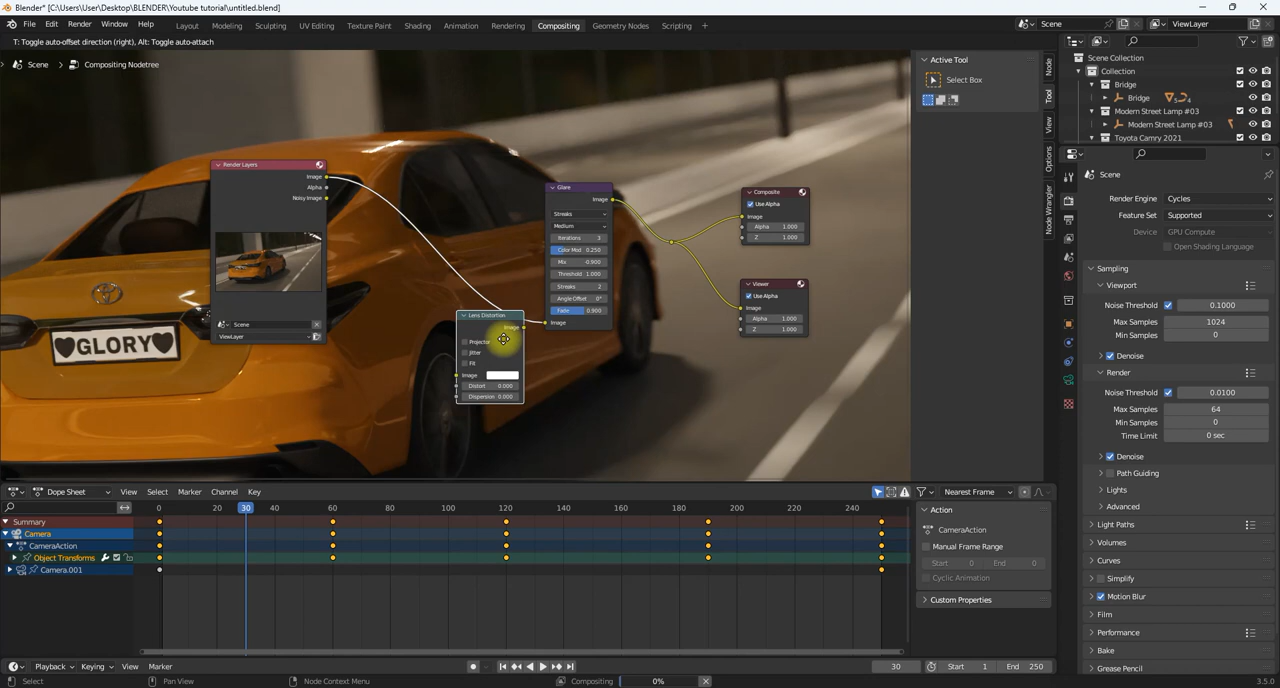 Blender* [C:\Users\User\Desktop\BLENDER\Youtube tutorial\untitled.blend]
File Edit Render Window Help Layout Modeling Sculpting UV Editing Texture Paint Shading Animation Rendering Compositing Geometry Nodes Scripting + Scene ViewLayer
T: Toggle auto-offset direction (right), Alt: Toggle auto-attach
Scene > Compositing Nodetree
Active Tool
Select Box
Node
Tool
View
Options
Node Wrangler
Render Layers
Image
Alpha
Noisy Image
Scene
ViewLayer
GLORY
Lens Distortion
Image
Projector
Jitter
Fit
Image
Distort 0.000
Dispersion 0.000
Glare
Image
Streaks
Medium
Iterations 3
Color Mod 0.250
Mix -0.900
Threshold 1.000
Streaks 2
Angle Offset 0°
Fade 0.900
Image
Composite
Use Alpha
Image
Alpha 1.000
Z 1.000
Viewer
Use Alpha
Image
Alpha 1.000
Z 1.000
Scene Collection
Collection
Bridge
Bridge
Modern Street Lamp #03
Modern Street Lamp #03
Toyota Camry 2021
Scene
Render Engine Cycles
Feature Set Supported
Device GPU Compute
Open Shading Language
Sampling
Viewport
Noise Threshold 0.1000
Max Samples 1024
Min Samples 0
Denoise
Render
Noise Threshold 0.0100
Max Samples 64
Min Samples 0
Time Limit 0 sec
Denoise
Path Guiding
Lights
Advanced
Light Paths
Volumes
Curves
Simplify
Motion Blur
Film
Performance
Bake
Grease Pencil
Dope Sheet View Select Marker Channel Key Nearest Frame
0 20 30 40 60 80 100 120 140 160 180 200 220 240
Summary
Camera
CameraAction
Object Transforms
Camera.001
Action
CameraAction
Manual Frame Range
Start 0 End 0
Cyclic Animation
Custom Properties
Playback Keying View Marker 30 Start 1 End 250
Select Pan View Node Context Menu Compositing 0% 3.5.0